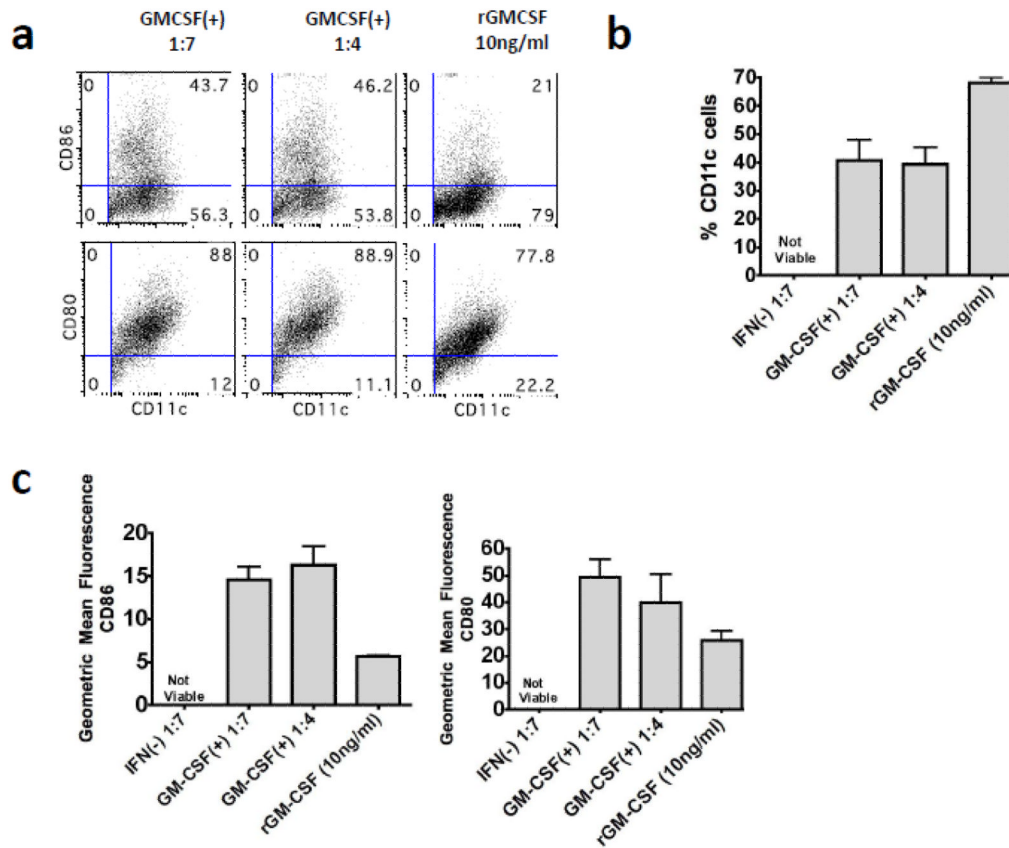 a
GMCSF(+)
1:7
GMCSF(+)
1:4
rGMCSF
10ng/ml
CD86
0
43.7
0
56.3
0
46.2
0
53.8
0
21
0
79
CD80
0
88
0
12
0
88.9
0
11.1
0
77.8
0
22.2
CD11c
CD11c
CD11c
b
% CD11c cells
70
60
50
40
30
20
10
0
Not
Viable
IFN(-) 1:7
GM-CSF(+) 1:7
GM-CSF(+) 1:4
rGM-CSF (10ng/ml)
c
Geometric Mean Fluorescence
CD86
20
15
10
5
0
Not
Viable
IFN(-) 1:7
GM-CSF(+) 1:7
GM-CSF(+) 1:4
rGM-CSF (10ng/ml)
Geometric Mean Fluorescence
CD80
60
50
40
30
20
10
0
Not
Viable
IFN(-) 1:7
GM-CSF(+) 1:7
GM-CSF(+) 1:4
rGM-CSF (10ng/ml)